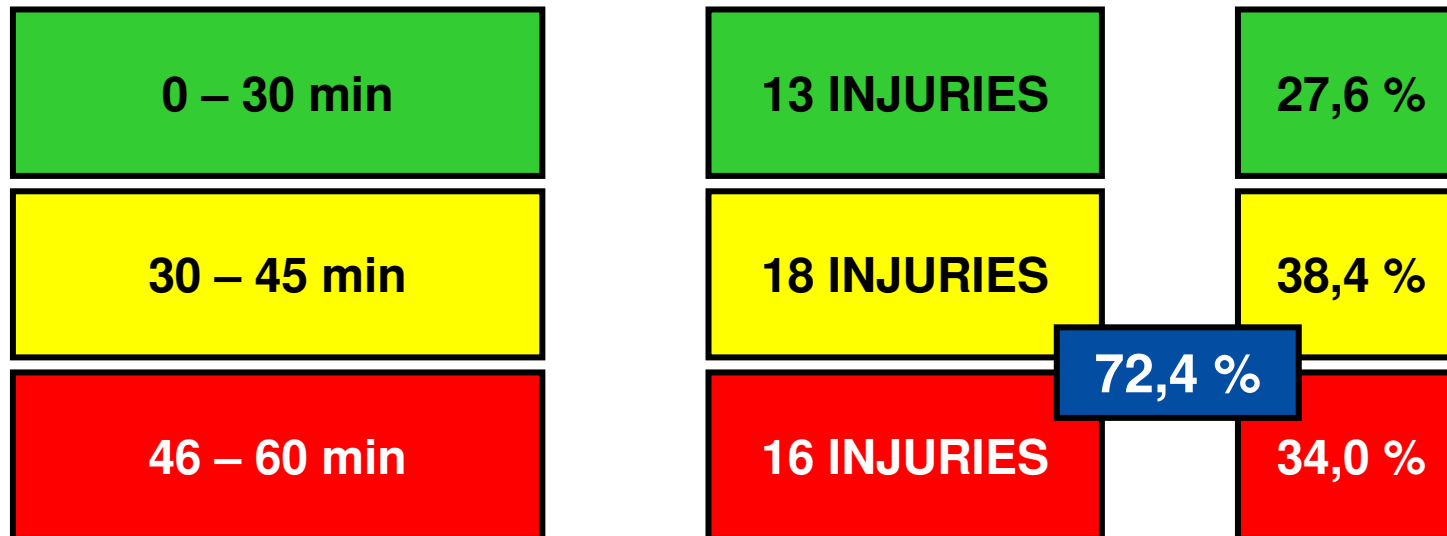 0 – 30 min 13 INJURIES 27,6 %
30 – 45 min 18 INJURIES 38,4 %
72,4 %
46 – 60 min 16 INJURIES 34,0 %